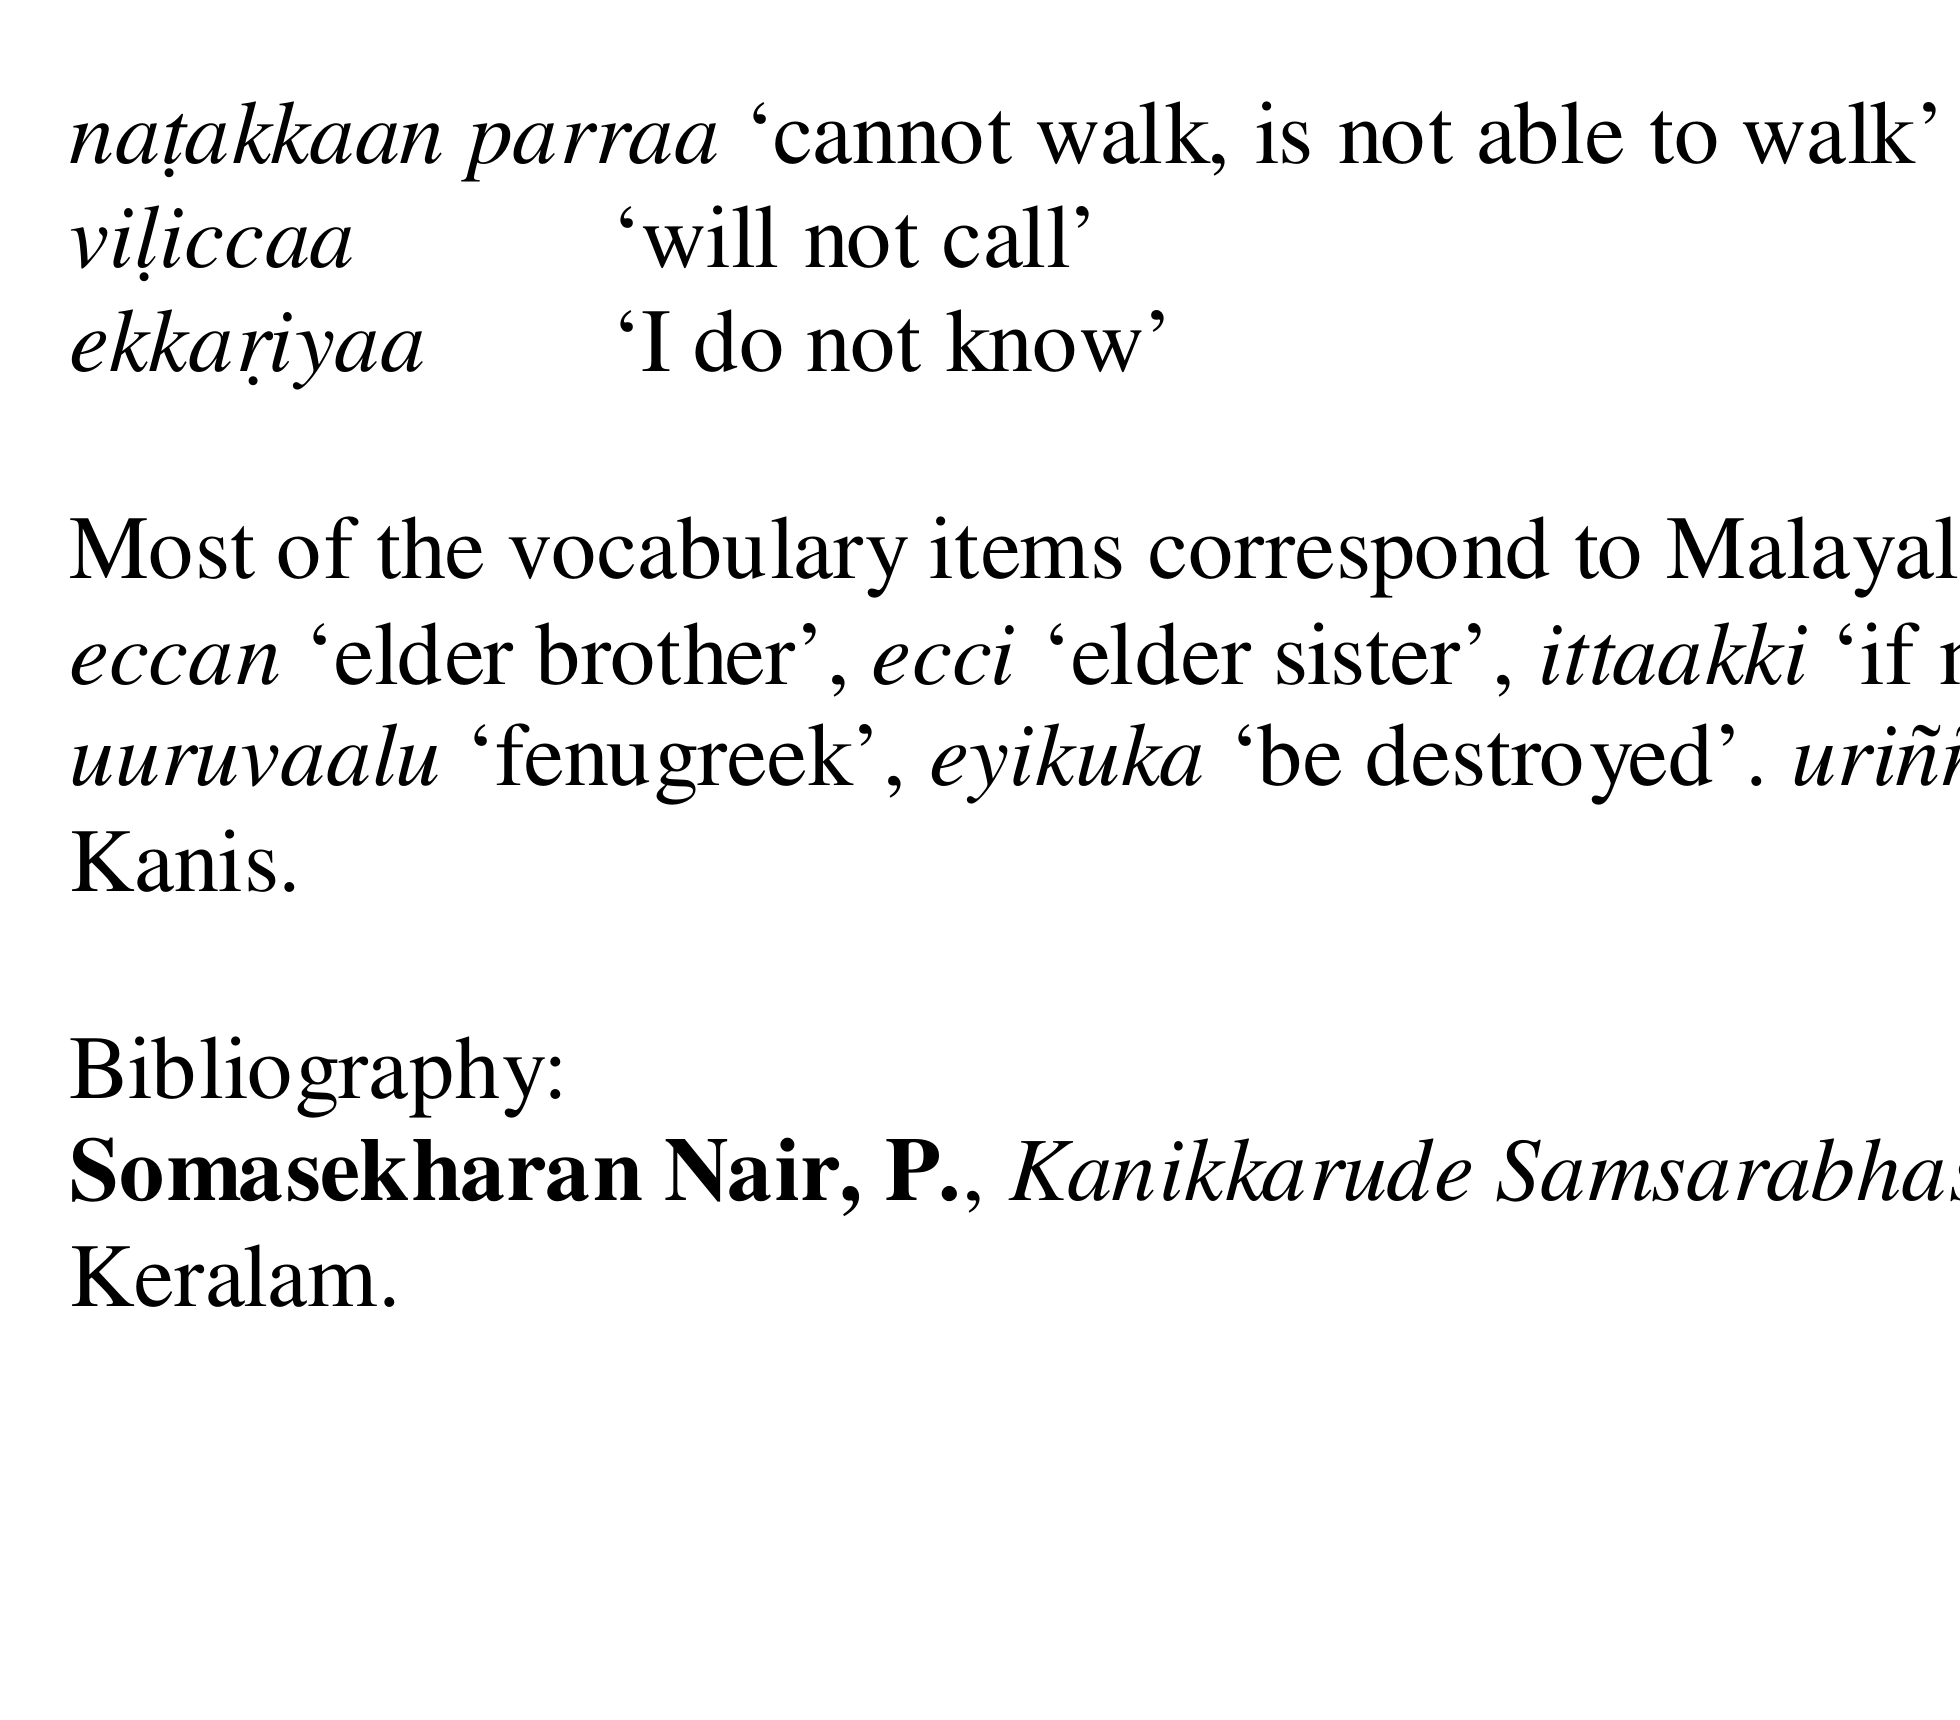 naṭakkaan parraa ‘cannot walk, is not able to walk’
viḷiccaa ‘will not call’
ekkaṛiyaa ‘I do not know’
Most of the vocabulary items correspond to
eccan ‘elder brother’, ecci ‘elder sister’, ittaakki ‘if
uuruvaalu ‘fenugreek’, eyikuka ‘be destroyed’.
Kanis.
Bibliography:
Somasekharan Nair, P., Kanikkarude
Keralam.